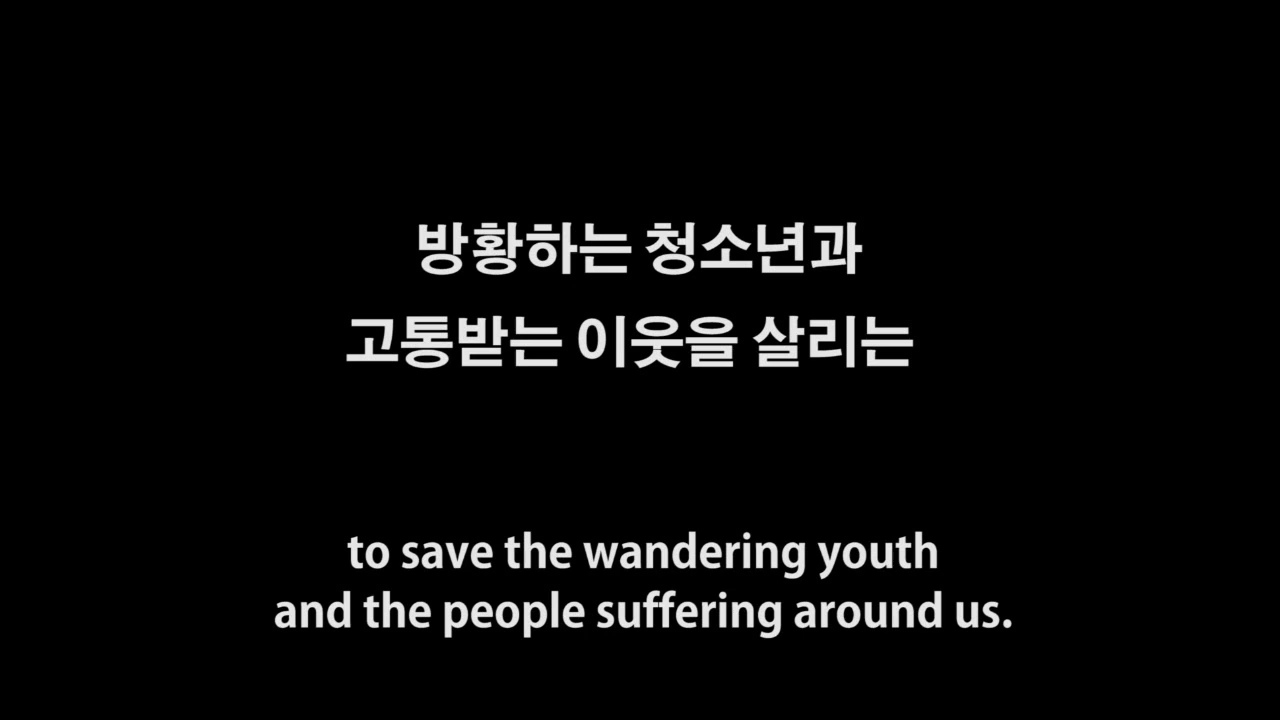 방황하는 청소년과
고통받는 이웃을 살리는
to save the wandering youth
and the people suffering around us.